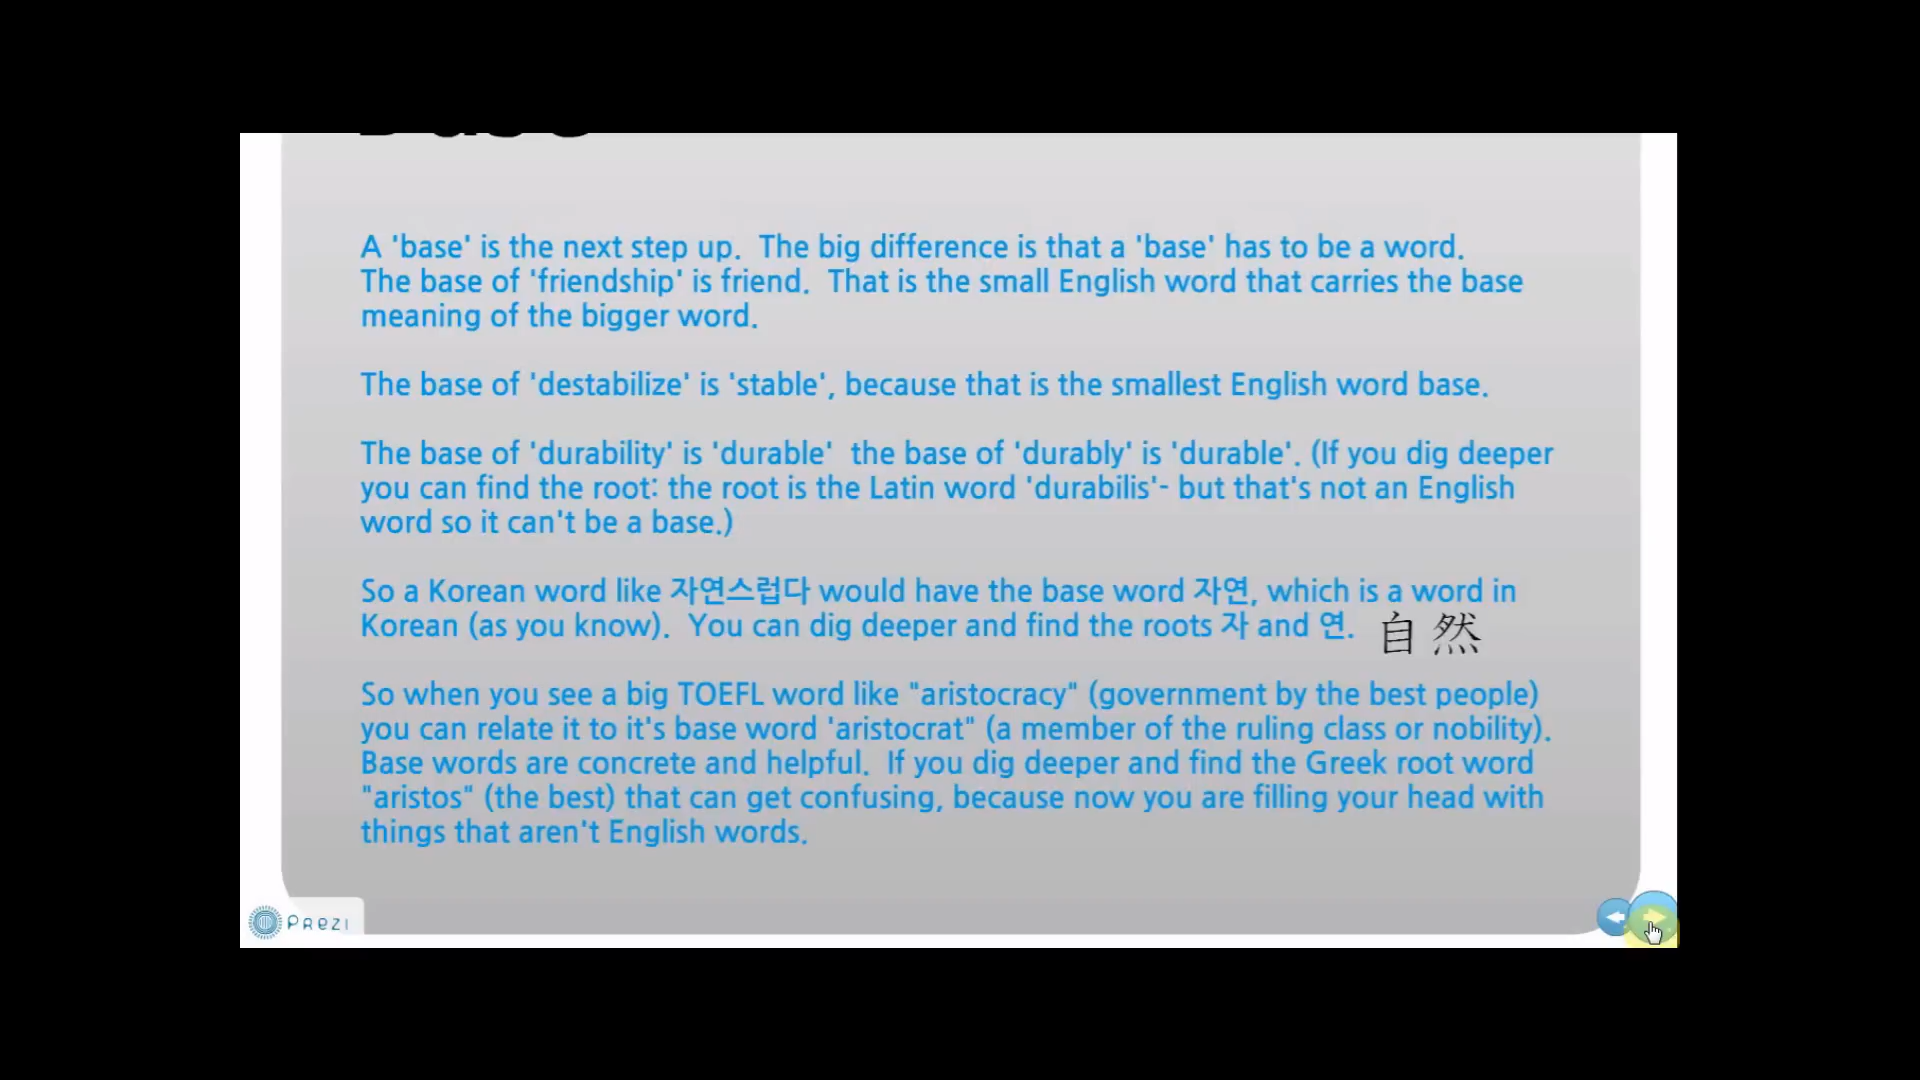 A 'base' is the next step up.  The big difference is that a 'base' has to be a word.
The base of 'friendship' is friend.  That is the small English word that carries the base
meaning of the bigger word.
The base of 'destabilize' is 'stable', because that is the smallest English word base.
The base of 'durability' is 'durable'  the base of 'durably' is 'durable'. (If you dig deeper
you can find the root: the root is the Latin word 'durabilis'- but that's not an English
word so it can't be a base.)
So a Korean word like 자연스럽다 would have the base word 자연, which is a word in
Korean (as you know).  You can dig deeper and find the roots 자 and 연. 自 然
So when you see a big TOEFL word like "aristocracy" (government by the best people)
you can relate it to it's base word 'aristocrat" (a member of the ruling class or nobility).
Base words are concrete and helpful.  If you dig deeper and find the Greek root word
"aristos" (the best) that can get confusing, because now you are filling your head with
things that aren't English words.
PREZI